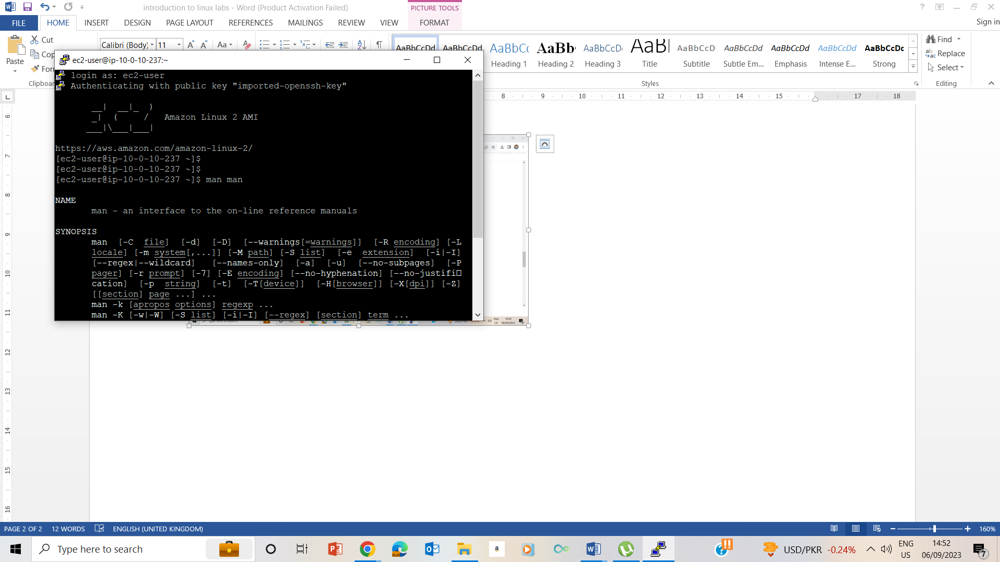 introduction to linux labs - Word (Product Activation Failed)
PICTURE TOOLS
FILE HOME INSERT DESIGN PAGE LAYOUT REFERENCES MAILINGS REVIEW VIEW FORMAT
Sign in
Cut
Paste
Clipboard
Calibri (Body) 11
Aa
AaBbCcDd AaBbCcDd AaBbCc AaBb AaBbCcD AaB AaBbCcD AaBbCcDd AaBbCcDd AaBbCcDd AaBbCcDc
Heading 1 Heading 2 Heading 3 Title Subtitle Subtle Em... Emphasis Intense E... Strong
Styles
Find
Replace
Select
Editing
8 9 10 11 12 13 14 15 17 18
6
7
8
9
10
11
12
13
14
15
16
ec2-user@ip-10-0-10-237:~
login as: ec2-user
Authenticating with public key "imported-openssh-key"
       __|  __|_  )
       _|  (     /   Amazon Linux 2 AMI
      ___|\___|___|
https://aws.amazon.com/amazon-linux-2/
[ec2-user@ip-10-0-10-237 ~]$
[ec2-user@ip-10-0-10-237 ~]$
[ec2-user@ip-10-0-10-237 ~]$ man man
NAME
man - an interface to the on-line reference manuals
SYNOPSIS
man [-C file] [-d] [-D] [--warnings[=warnings]] [-R encoding] [-L
locale] [-m system[,...]] [-M path] [-S list] [-e extension] [-i|-I]
[--regex|--wildcard] [--names-only] [-a] [-u] [--no-subpages] [-P
pager] [-r prompt] [-7] [-E encoding] [--no-hyphenation] [--no-justifi
cation] [-p string] [-t] [-T[device]] [-H[browser]] [-X[dpi]] [-Z]
[[section] page ...] ...
man -k [apropos options] regexp ...
man -K [-w|-W] [-S list] [-i|-I] [--regex] [section] term ...
ENG 14:50
US 06/09/2023
PAGE 2 OF 2 12 WORDS ENGLISH (UNITED KINGDOM) 160%
Type here to search
a
USD/PKR -0.24%
ENG
US
14:52
06/09/2023
7